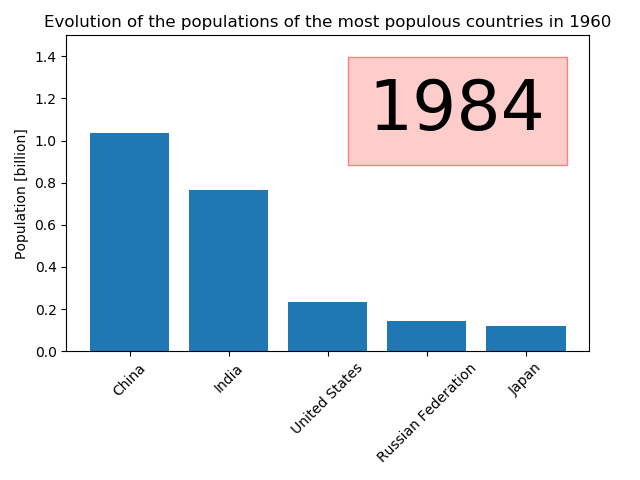 Evolution of the populations of the most populous countries in 1960
1984
Population [billion]
1.4
1.2
1.0
0.8
0.6
0.4
0.2
0.0
China
India
United States
Russian Federation
Japan